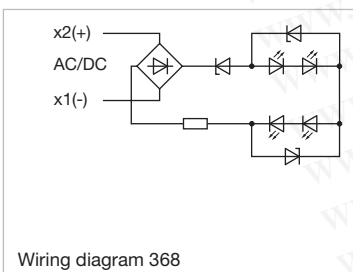 x2(+)
AC/DC
x1(-)
Wiring diagram 368